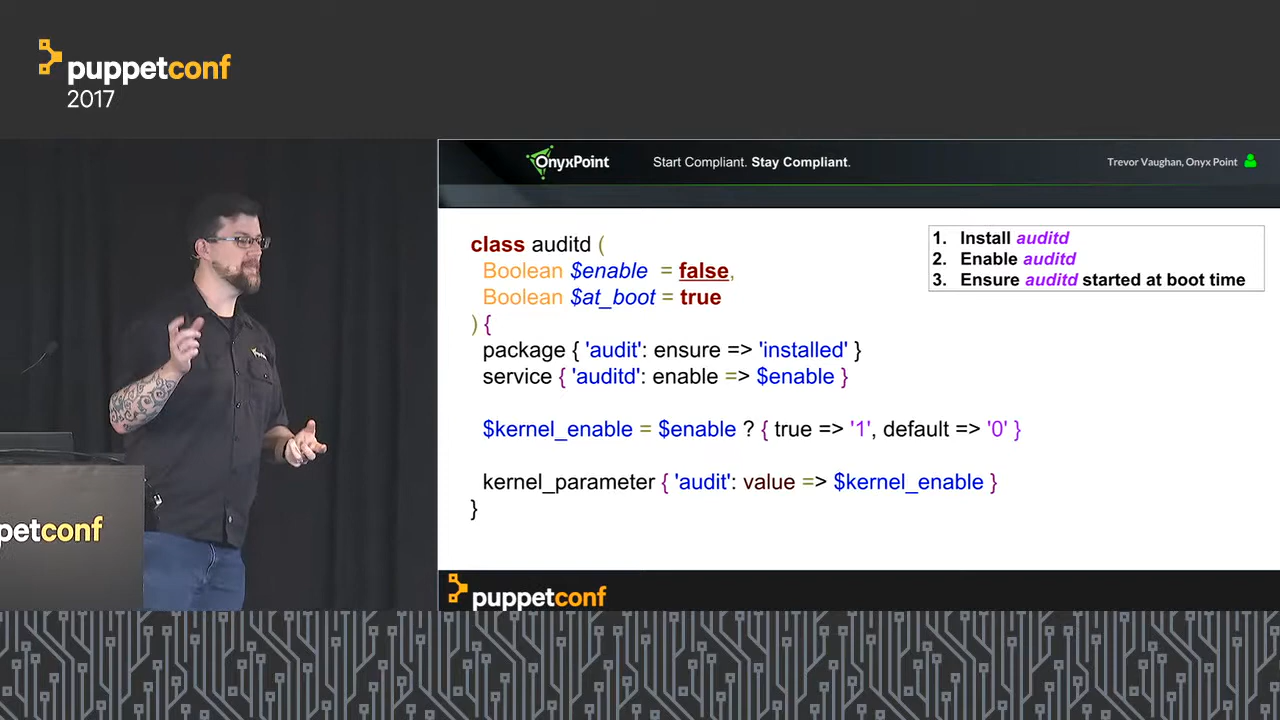 puppetconf
2017
OnyxPoint
Start Compliant. Stay Compliant.
Trevor Vaughan, Onyx Point
class auditd (
Boolean $enable = false,
Boolean $at_boot = true
) {
package { 'audit': ensure => 'installed' }
service { 'auditd': enable => $enable }
$kernel_enable = $enable ? { true => '1', default => '0' }
kernel_parameter { 'audit': value => $kernel_enable }
}
1. Install auditd
2. Enable auditd
3. Ensure auditd started at boot time
petconf
puppetconf